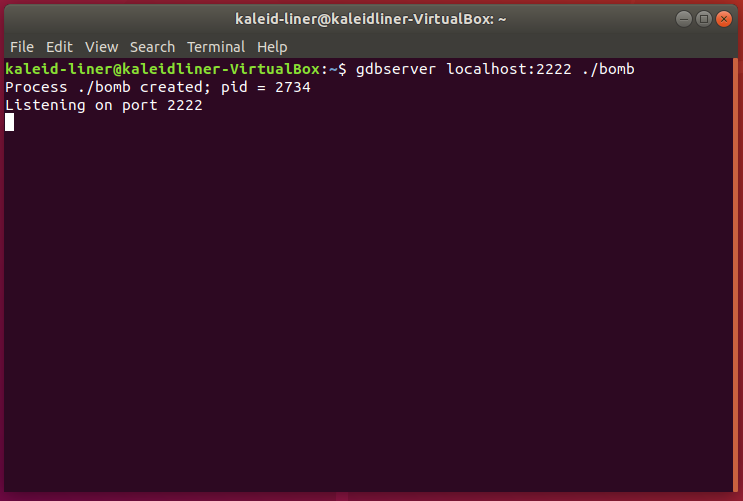 kaleid-liner@kaleidliner-VirtualBox: ~
File Edit View Search Terminal Help
kaleid-liner@kaleidliner-VirtualBox:~$ gdbserver localhost:2222 ./bomb
Process ./bomb created; pid = 2734
Listening on port 2222